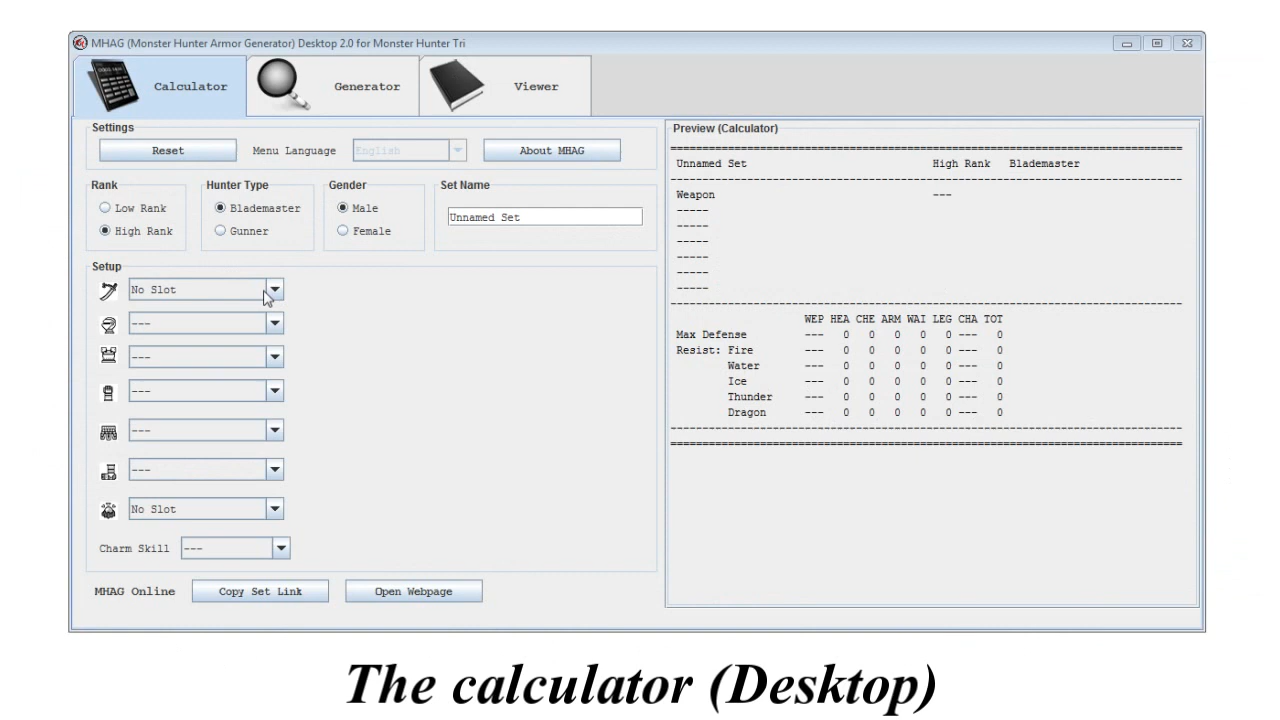 MHAG (Monster Hunter Armor Generator) Desktop 2.0 for Monster Hunter Tri
Calculator
Generator
Viewer
Settings
Reset
Menu Language
English
About MHAG
Rank
Hunter Type
Gender
Set Name
Low Rank
Blademaster
Male
Unnamed Set
High Rank
Gunner
Female
Setup
No Slot
---
---
---
---
---
No Slot
Charm Skill ---
MHAG Online
Copy Set Link
Open Webpage
Preview (Calculator)
==================================================================
Unnamed Set High Rank Blademaster
------------------------------------------------------------------
Weapon ---
-----
-----
-----
-----
-----
-----
------------------------------------------------------------------
WEP HEA CHE ARM WAI LEG CHA TOT
Max Defense --- 0 0 0 0 0 --- 0
Resist: Fire --- 0 0 0 0 0 --- 0
Water --- 0 0 0 0 0 --- 0
Ice --- 0 0 0 0 0 --- 0
Thunder --- 0 0 0 0 0 --- 0
Dragon --- 0 0 0 0 0 --- 0
------------------------------------------------------------------
==================================================================
The calculator (Desktop)